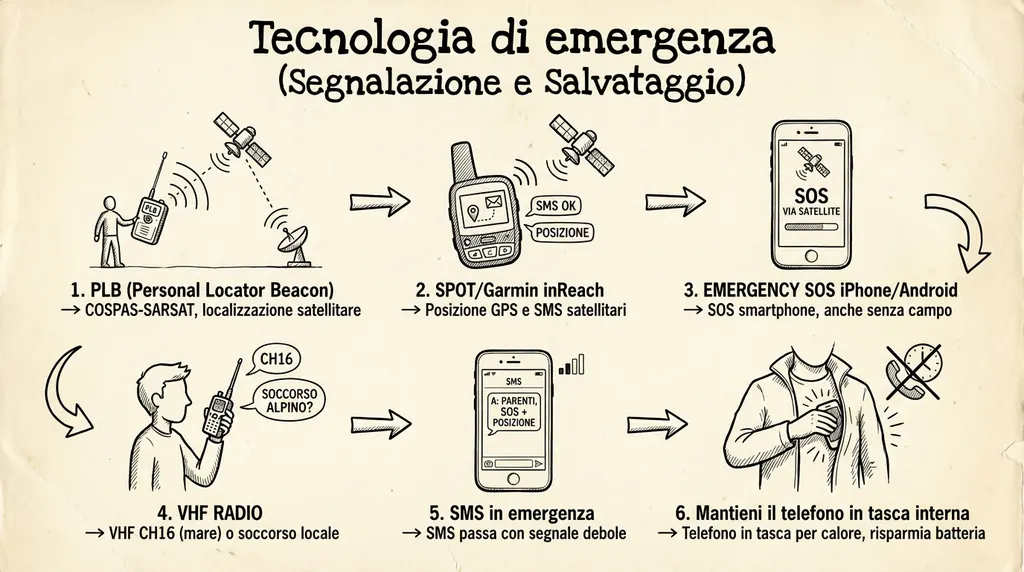 Tecnologia di emergenza
(Segnalazione e Salvataggio)
PLB
1. PLB (Personal Locator Beacon)
→ COSPAS-SARSAT, localizzazione satellitare
SMS OK
POSIZIONE
2. SPOT/Garmin inReach
→ Posizione GPS e SMS satellitari
SOS
VIA SATELLITE
3. EMERGENCY SOS iPhone/Android
→ SOS smartphone, anche senza campo
CH16
SOCCORSO
ALPINO?
4. VHF RADIO
→ VHF CH16 (mare) o soccorso locale
SMS
A: PARENTI,
SOS +
POSIZIONE
5. SMS in emergenza
→ SMS passa con segnale debole
6. Mantieni il telefono in tasca interna
→ Telefono in tasca per calore, risparmia batteria